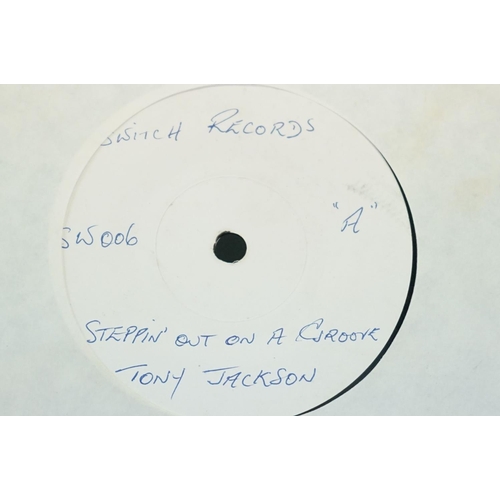 SWITCH RECORDS
SW006
"A"
STEPPIN' OUT ON A GROOVE
TONY JACKSON